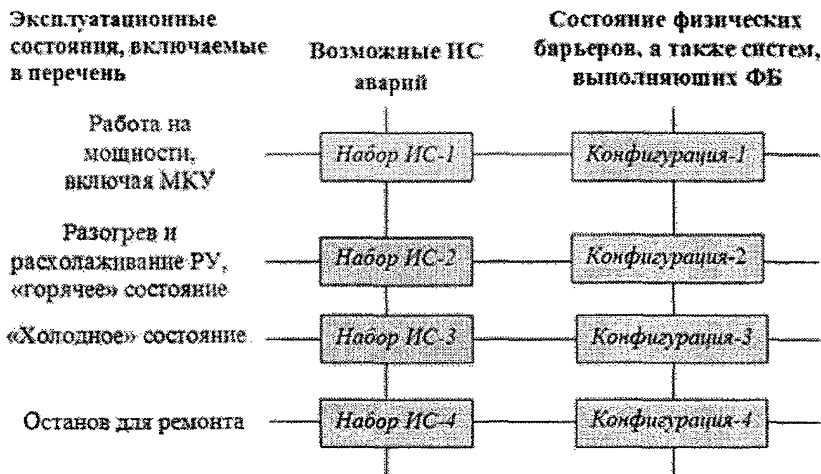 Эксплуатационные
состояния, включаемые
в перечень
Возможные ИС
аварий
Состояние физических
барьеров, а также систем,
выполняющих ФБ
Работа на
мощности,
включая МКУ
Набор ИС-1
Конфигурация-1
Разогрев и
расхолаживание РУ,
«горячее» состояние
Набор ИС-2
Конфигурация-2
«Холодное» состояние
Набор ИС-3
Конфигурация-3
Останов для ремонта
Набор ИС-4
Конфигурация-4